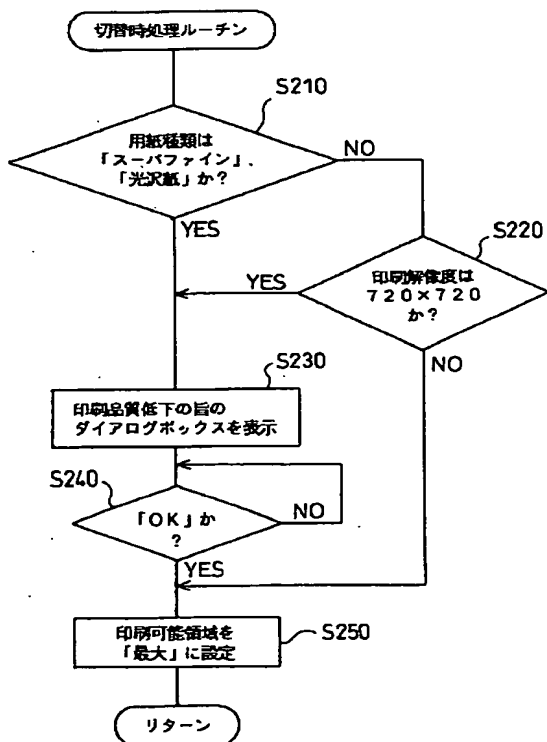 切替時処理ルーチン
S210
用紙種類は
「スーパファイン」、
「光沢紙」か？
NO
YES
S220
印刷解像度は
７２０×７２０
か？
YES
NO
S230
印刷品質低下の旨の
ダイアログボックスを表示
S240
「ＯＫ」か
？
NO
YES
印刷可能領域を
「最大」に設定
S250
リターン